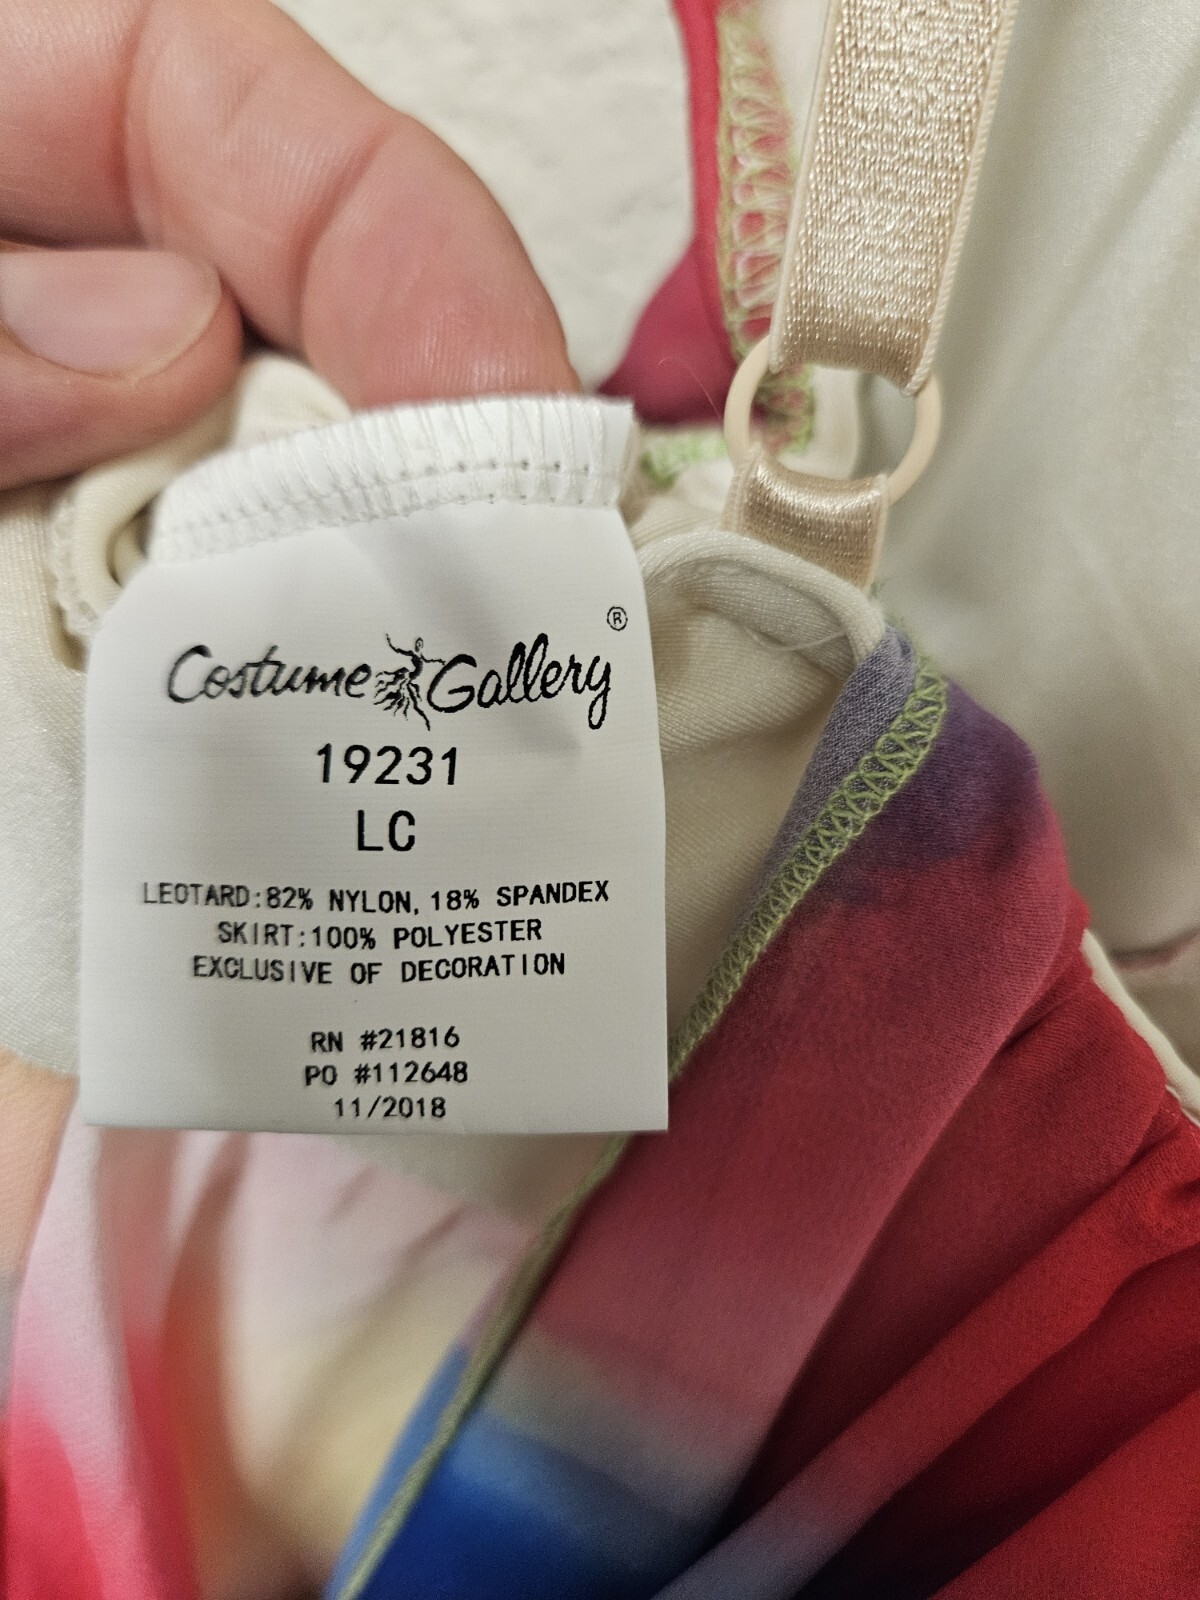 Costume Gallery ®
19231
LC
LEOTARD:82% NYLON, 18% SPANDEX
SKIRT:100% POLYESTER
EXCLUSIVE OF DECORATION
RN #21816
PO #112648
11/2018